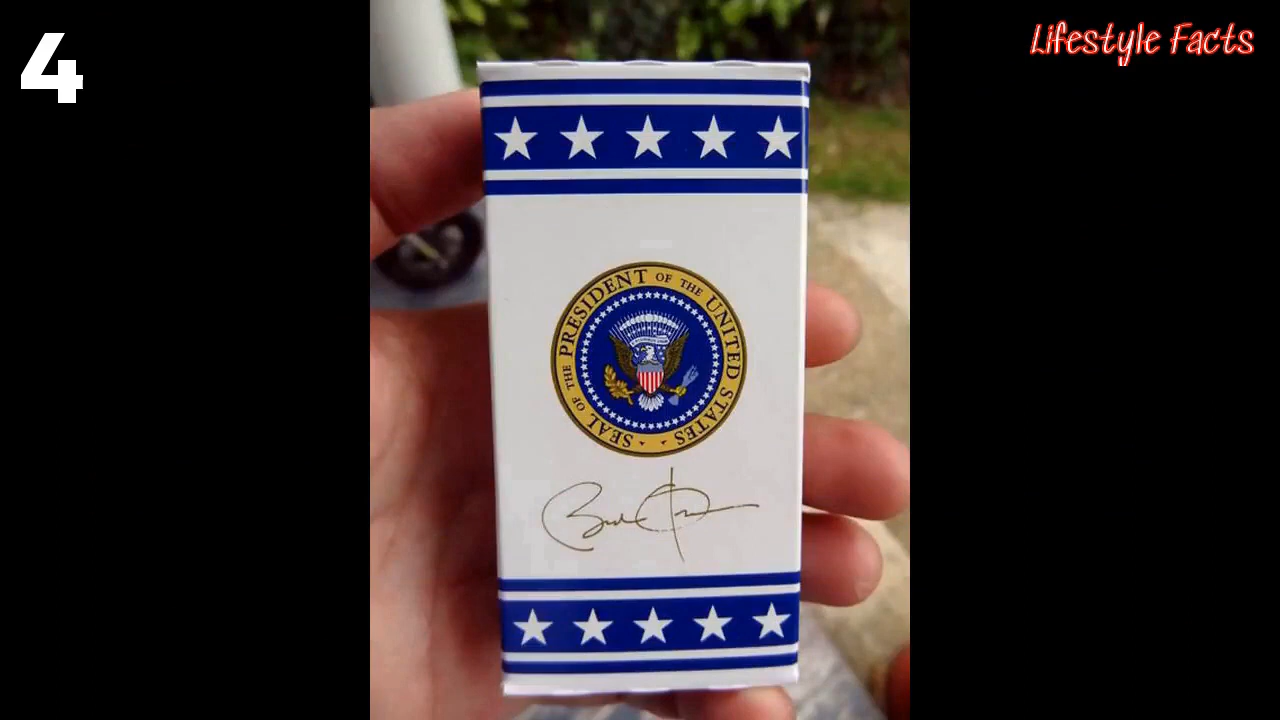 4
Lifestyle Facts
SEAL OF THE PRESIDENT OF THE UNITED STATES